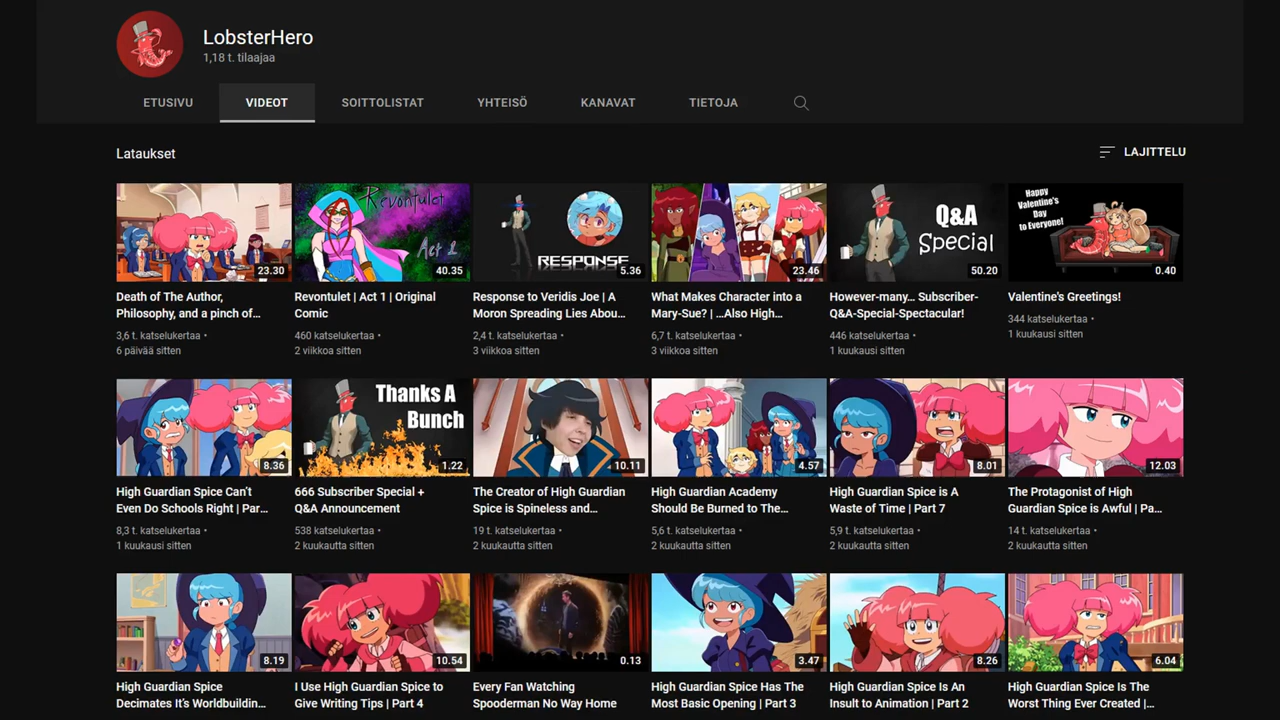 LobsterHero
1,18 t. tilaajaa
ETUSIVU VIDEOT SOITTOLISTAT YHTEISÖ KANAVAT TIETOJA
Lataukset
LAJITTELU
23.30
Revontulet
Act 1
40.35
RESPONSE
5.36
23.46
Q&A
Special
50.20
Happy
Valentine's
Day
to Everyone!
0.40
Death of The Author,
Philosophy, and a pinch of…
3,6 t. katselukertaa •
6 päivää sitten
Revontulet | Act 1 | Original
Comic
460 katselukertaa •
2 viikkoa sitten
Response to Veridis Joe | A
Moron Spreading Lies Abou…
2,4 t. katselukertaa •
3 viikkoa sitten
What Makes Character into a
Mary-Sue? | …Also High…
6,7 t. katselukertaa •
3 viikkoa sitten
However-many… Subscriber-
Q&A-Special-Spectacular!
446 katselukertaa •
1 kuukausi sitten
Valentine's Greetings!
344 katselukertaa •
1 kuukausi sitten
8.36
Thanks A
Bunch
1.22
10.11
4.57
8.01
12.03
High Guardian Spice Can't
Even Do Schools Right | Par…
8,3 t. katselukertaa •
1 kuukausi sitten
666 Subscriber Special +
Q&A Announcement
538 katselukertaa •
2 kuukautta sitten
The Creator of High Guardian
Spice is Spineless and…
19 t. katselukertaa •
2 kuukautta sitten
High Guardian Academy
Should Be Burned to The…
5,6 t. katselukertaa •
2 kuukautta sitten
High Guardian Spice is A
Waste of Time | Part 7
5,9 t. katselukertaa •
2 kuukautta sitten
The Protagonist of High
Guardian Spice is Awful | Pa…
14 t. katselukertaa •
2 kuukautta sitten
8.19
10.54
0.13
3.47
8.26
6.04
High Guardian Spice
Decimates It's Worldbuildin…
I Use High Guardian Spice to
Give Writing Tips | Part 4
Every Fan Watching
Spooderman No Way Home
High Guardian Spice Has The
Most Basic Opening | Part 3
High Guardian Spice Is An
Insult to Animation | Part 2
High Guardian Spice Is The
Worst Thing Ever Created |…